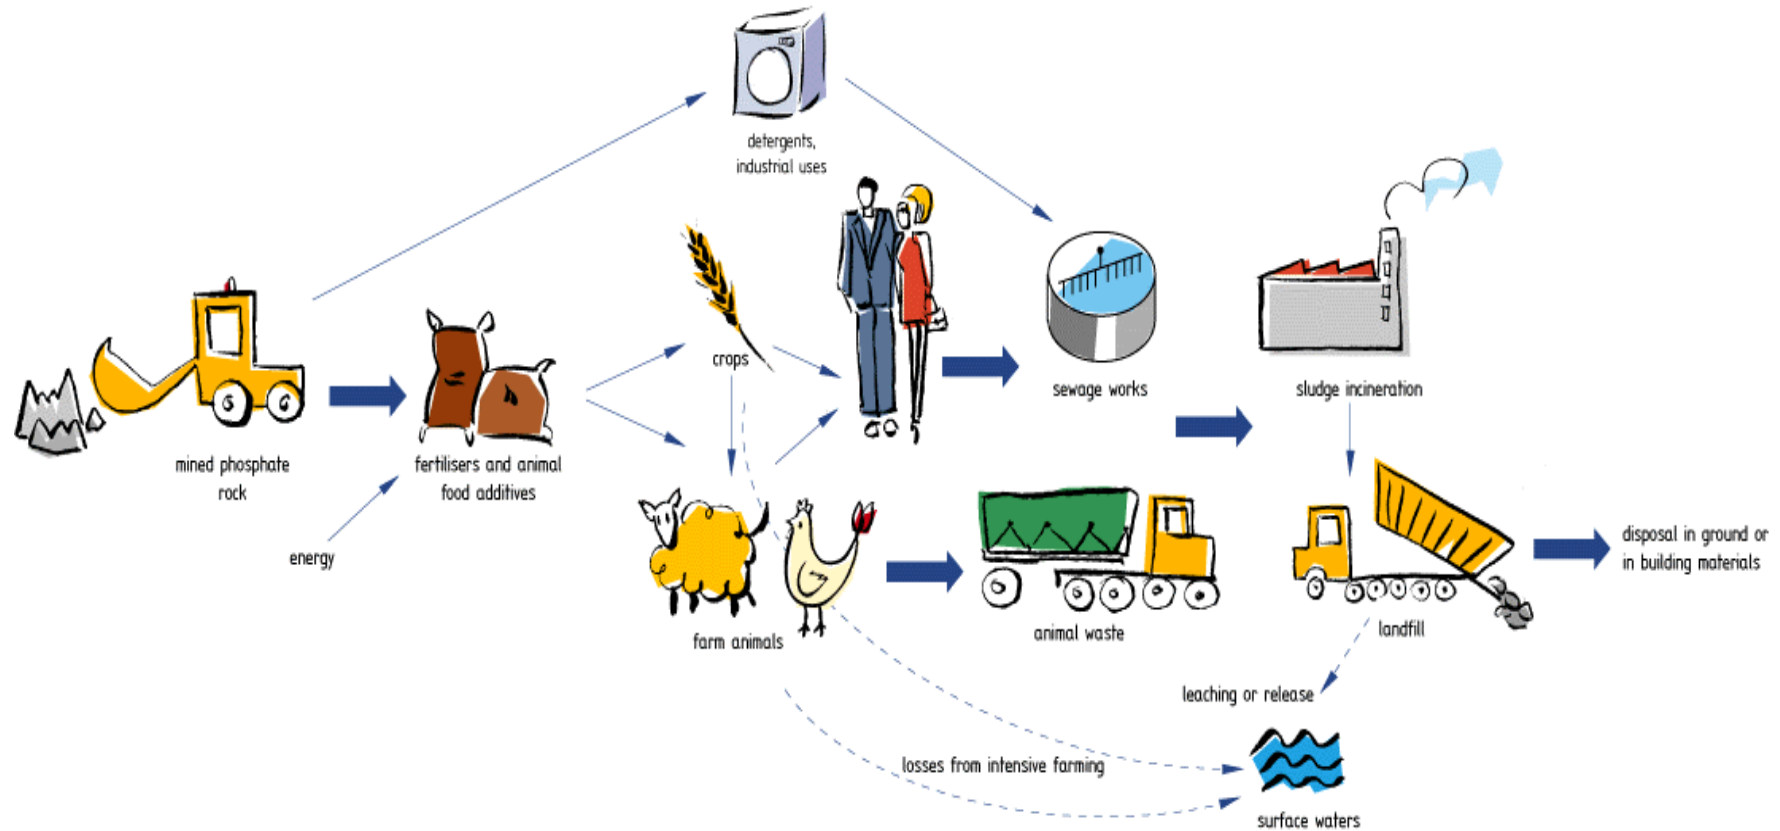 detergents,
industrial uses
crops
sewage works
sludge incineration
mined phosphate
rock
fertilisers and animal
food additives
energy
farm animals
animal waste
landfill
disposal in ground or
in building materials
leaching or release
losses from intensive farming
surface waters